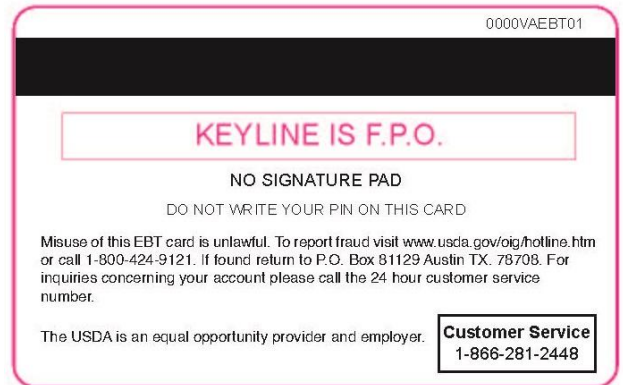 0000VAEBT01
KEYLINE IS F.P.O.
NO SIGNATURE PAD
DO NOT WRITE YOUR PIN ON THIS CARD
Misuse of this EBT card is unlawful. To report fraud visit www.usda.gov/oig/hotline.htm
or call 1-800-424-9121. If found return to P.O. Box 81129 Austin TX. 78708. For
inquiries concerning your account please call the 24 hour customer service
number.
The USDA is an equal opportunity provider and employer.
Customer Service
1-866-281-2448